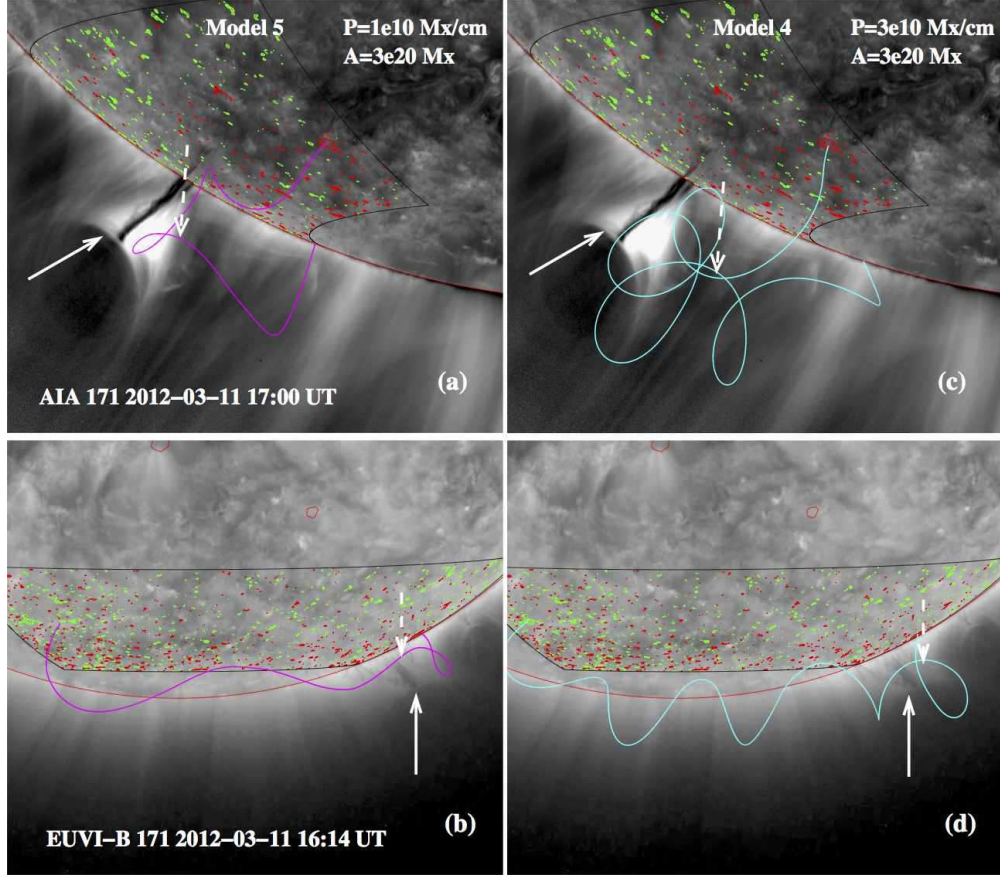 Model 5 P=1e10 Mx/cm
A=3e20 Mx
(a)
AIA 171 2012−03−11 17:00 UT
Model 4 P=3e10 Mx/cm
A=3e20 Mx
(c)
(b)
EUVI−B 171 2012−03−11 16:14 UT
(d)